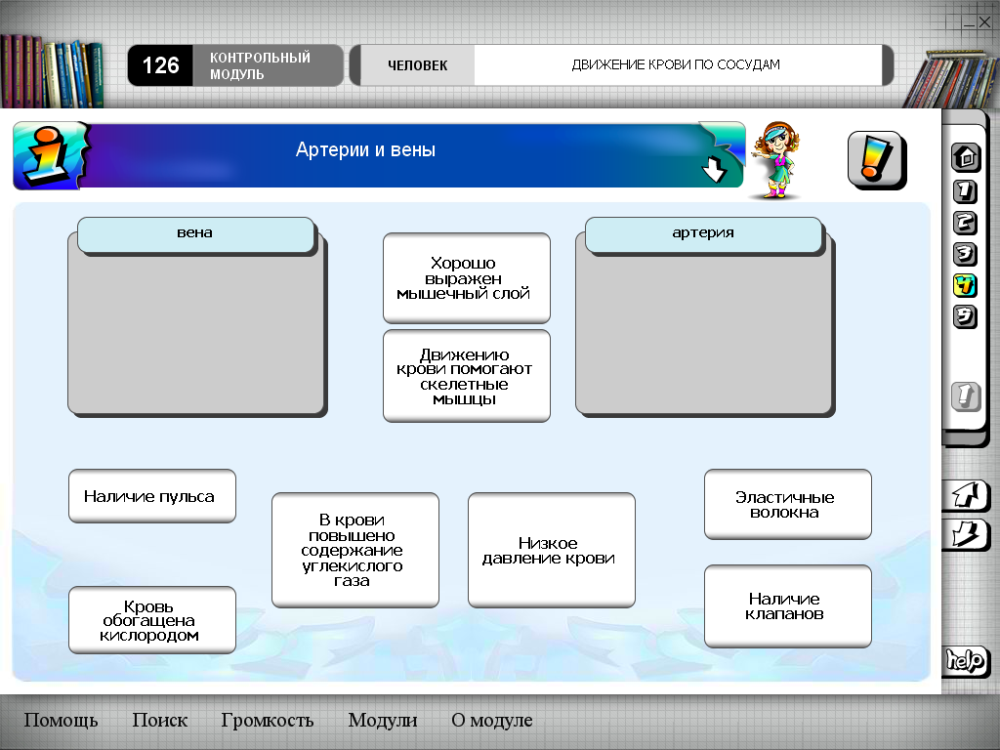 126
КОНТРОЛЬНЫЙ
МОДУЛЬ
ЧЕЛОВЕК
ДВИЖЕНИЕ КРОВИ ПО СОСУДАМ
Артерии и вены
вена
артерия
Хорошо
выражен
мышечный слой
Движению
крови помогают
скелетные
мышцы
Наличие пульса
В крови
повышено
содержание
углекислого
газа
Низкое
давление крови
Эластичные
волокна
Кровь
обогащена
кислородом
Наличие
клапанов
1
2
3
4
5
help
Помощь
Поиск
Громкость
Модули
О модуле